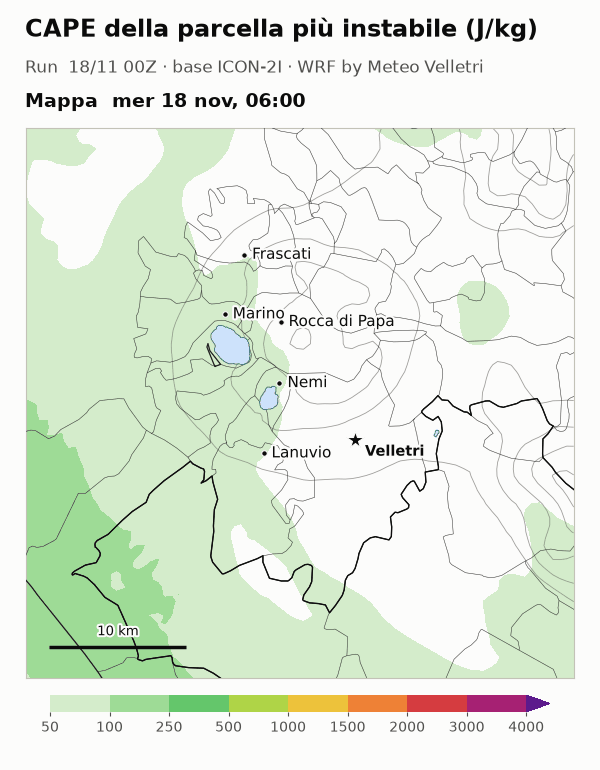 CAPE della parcella più instabile (J/kg)
Run  18/11 00Z · base ICON-2I · WRF by Meteo Velletri
Mappa  mer 18 nov, 06:00
Frascati
Marino
Rocca di Papa
Nemi
Velletri
Lanuvio
10 km
50 100 250 500 1000 1500 2000 3000 4000